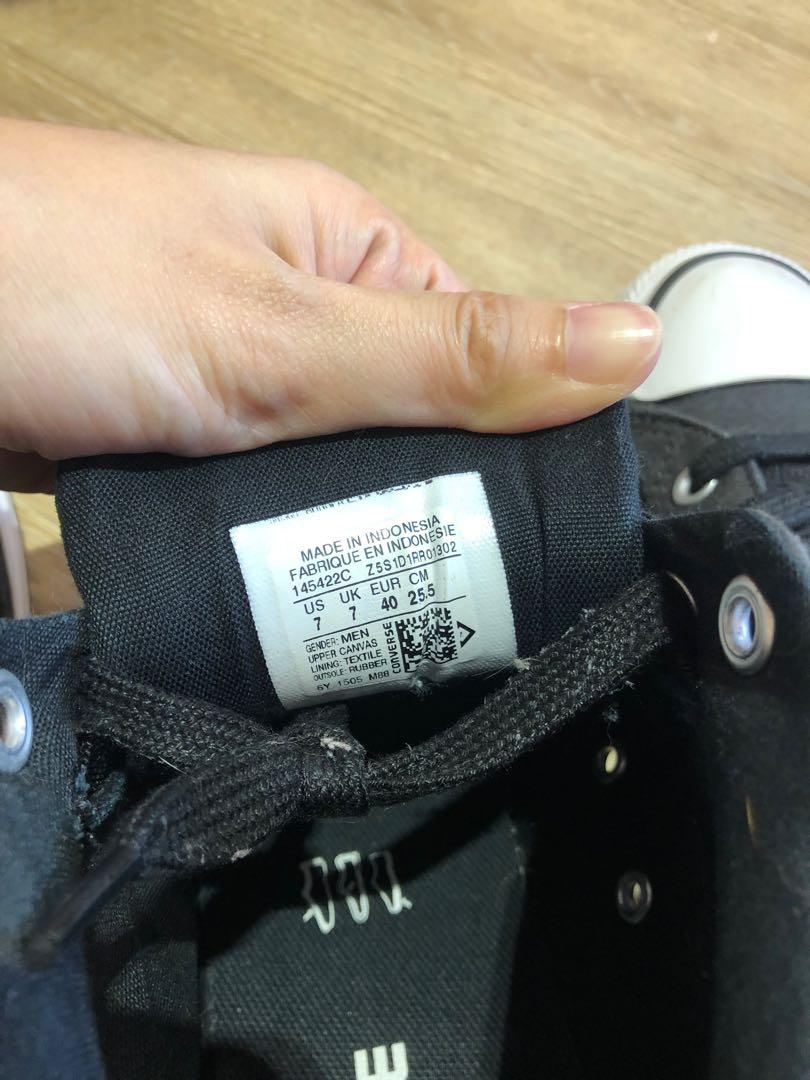 MADE IN INDONESIA
FABRIQUE EN INDONESIE
145422C Z5S1D1RR01302
US UK EUR CM
7 7 40 25.5
GENDER: MEN
UPPER CANVAS
LINING: TEXTILE
OUTSOLE: RUBBER
6Y 1505 M88
CONVERSE
E